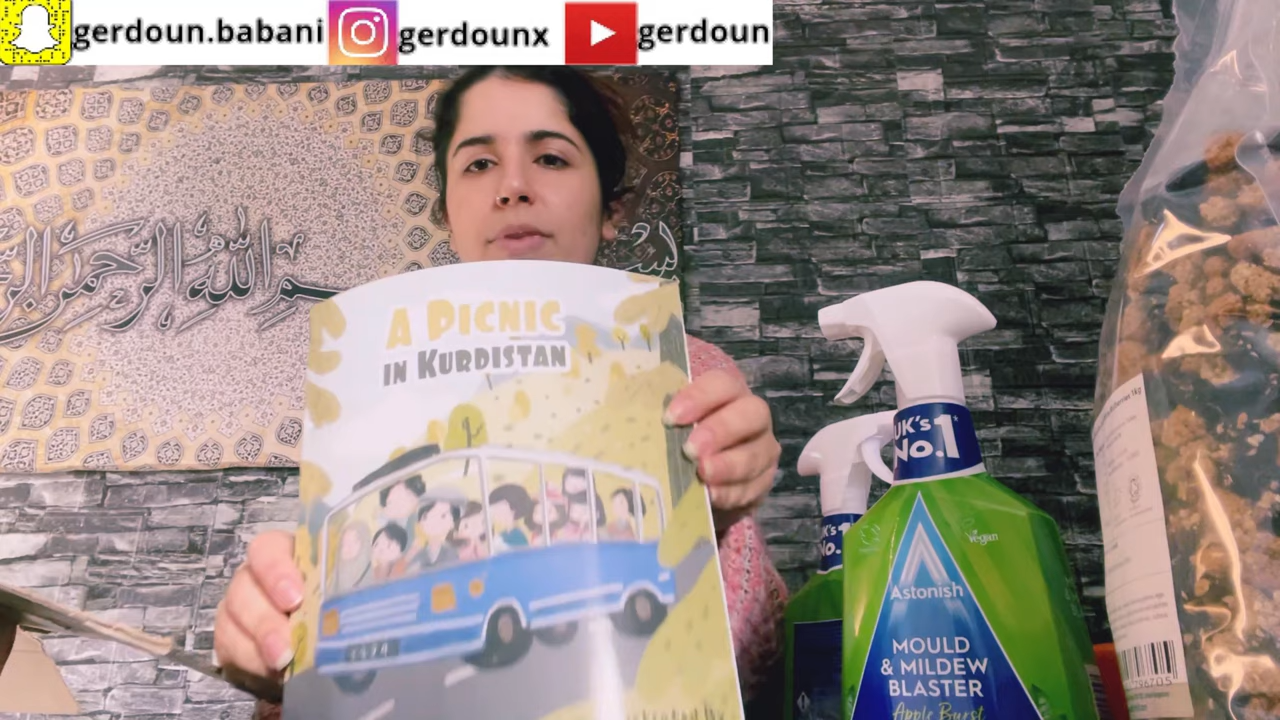 gerdoun.babani gerdounx gerdoun
بسم الله الرحمن الر
A PICNIC
IN KURDISTAN
UK's
No.1
vegan
Astonish
MOULD
& MILDEW
BLASTER
Apple Burst